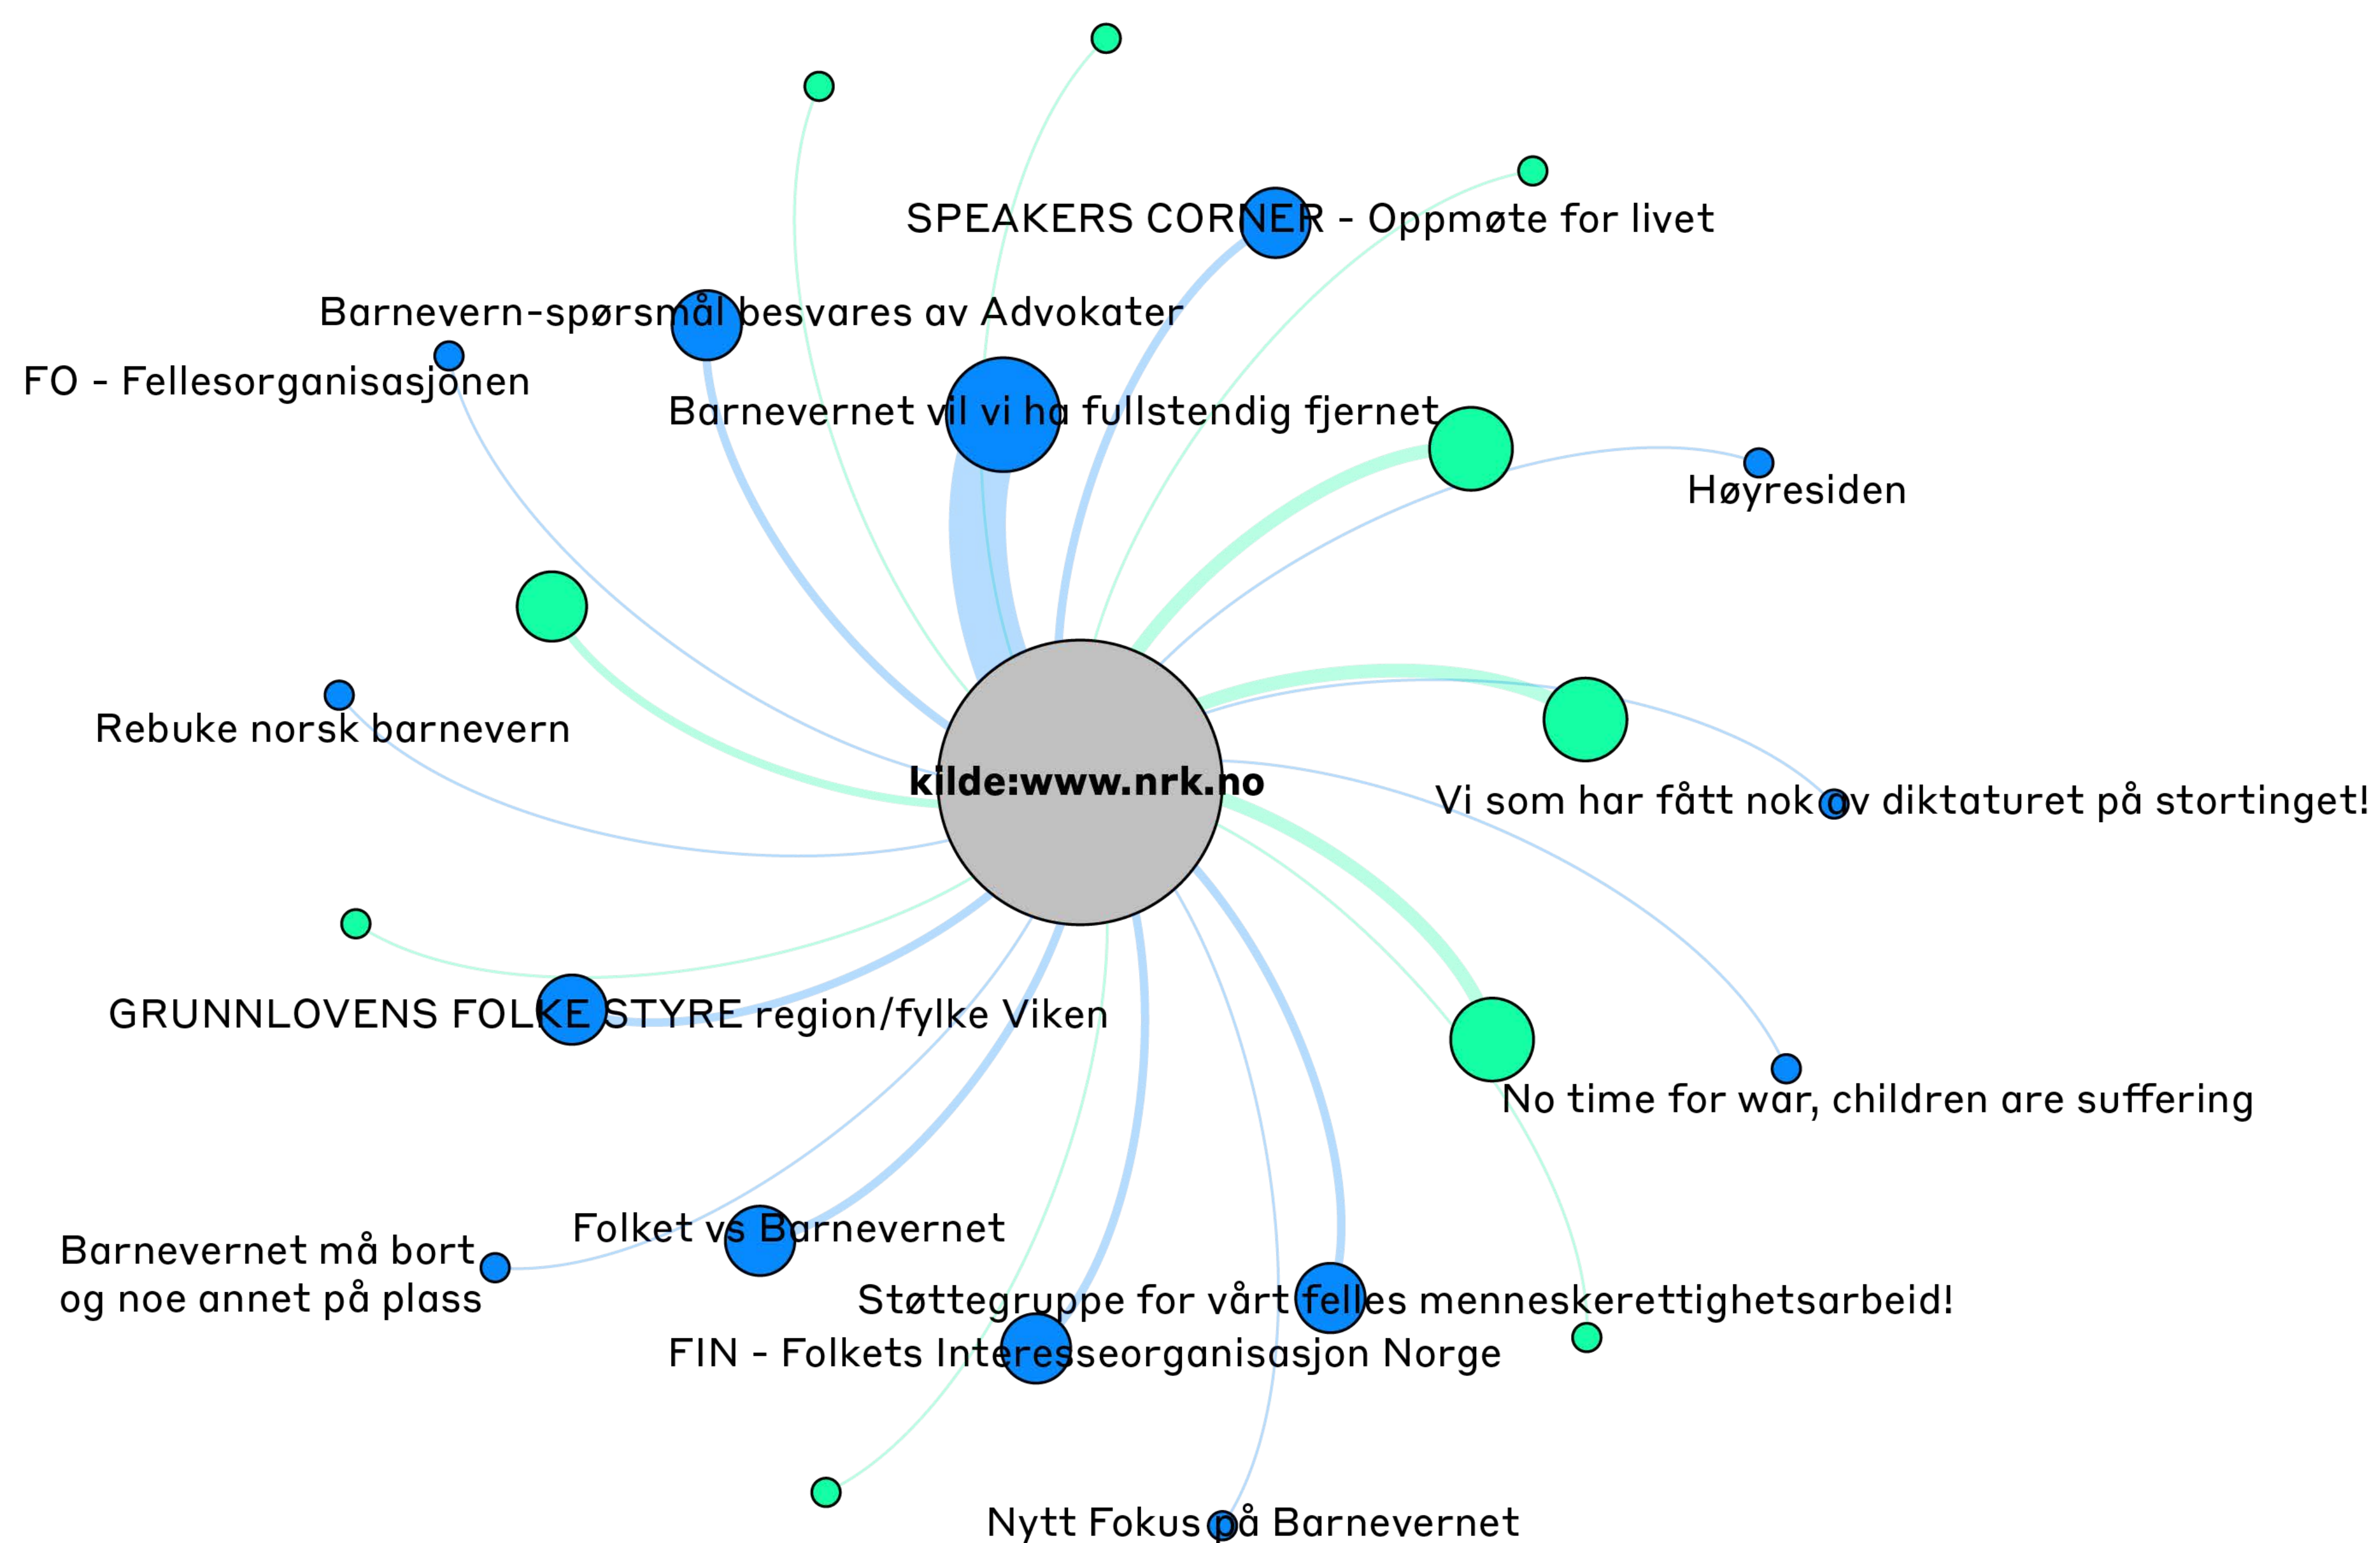 SPEAKERS CORNER - Oppmøte for livet
Barnevern-spørsmål besvares av Advokater
FO - Fellesorganisasjonen
Barnevernet vil vi ha fullstendig fjernet
Høyresiden
Rebuke norsk barnevern
kilde:www.nrk.no
Vi som har fått nok av diktaturet på stortinget!
GRUNNLOVENS FOLKE STYRE region/fylke Viken
No time for war, children are suffering
Folket vs Barnevernet
Barnevernet må bort
og noe annet på plass
Støttegruppe for vårt felles menneskerettighetsarbeid!
FIN - Folkets Interesseorganisasjon Norge
Nytt Fokus på Barnevernet